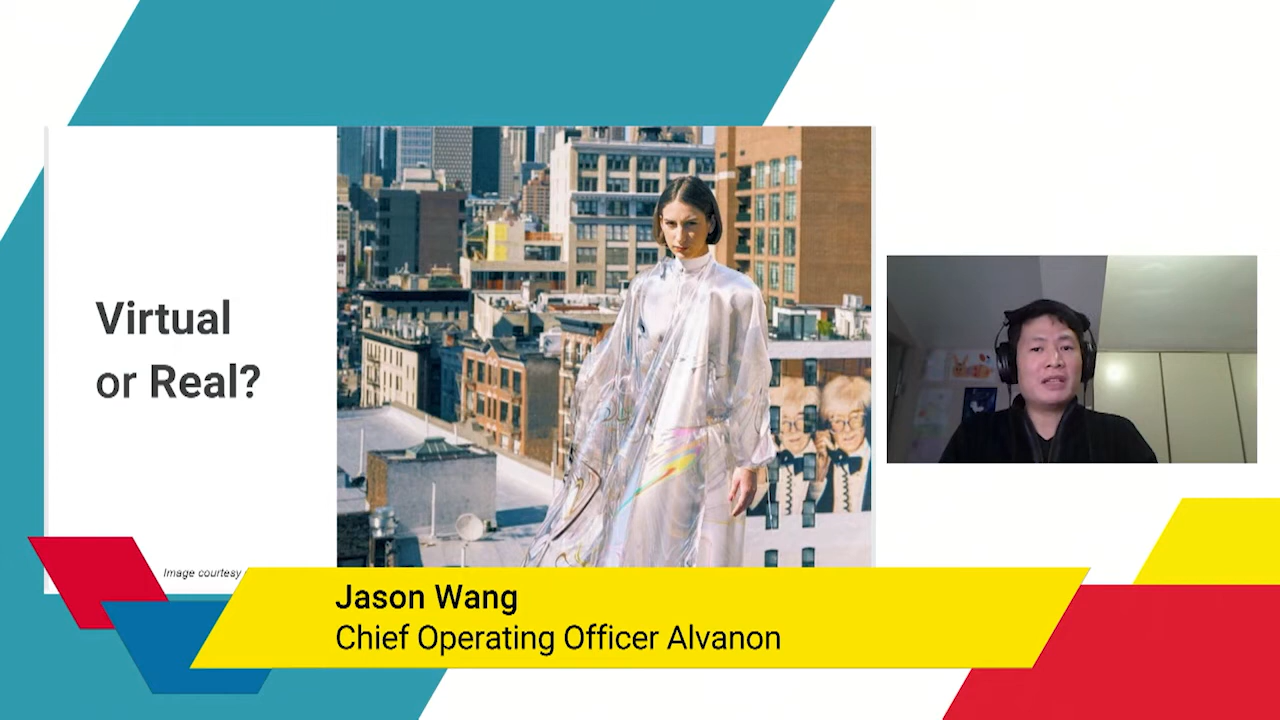 Virtual
or Real?
Image courtesy
Jason Wang
Chief Operating Officer Alvanon